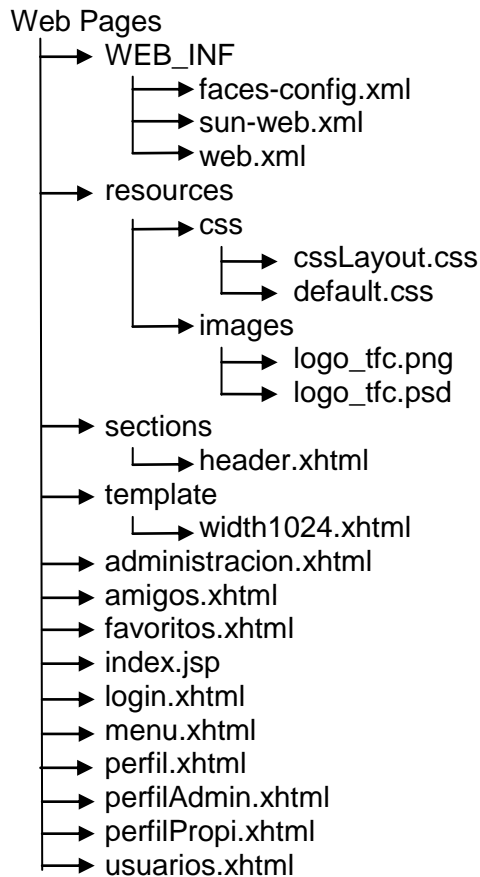 Web Pages
WEB_INF
faces-config.xml
sun-web.xml
web.xml
resources
css
cssLayout.css
default.css
images
logo_tfc.png
logo_tfc.psd
sections
header.xhtml
template
width1024.xhtml
administracion.xhtml
amigos.xhtml
favoritos.xhtml
index.jsp
login.xhtml
menu.xhtml
perfil.xhtml
perfilAdmin.xhtml
perfilPropi.xhtml
usuarios.xhtml